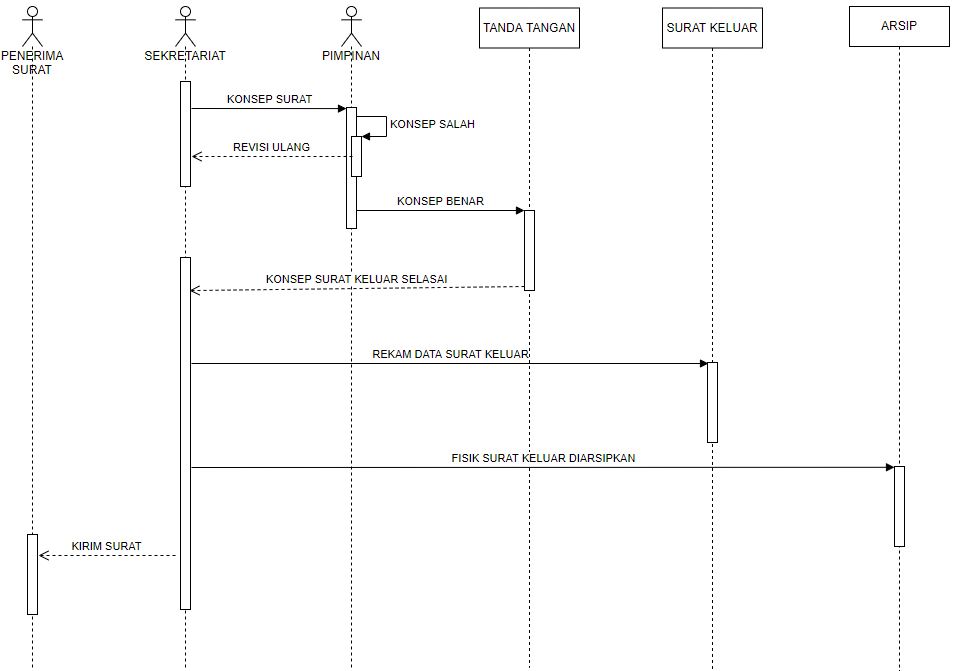 PENERIMA
SURAT
SEKRETARIAT
PIMPINAN
TANDA TANGAN
SURAT KELUAR
ARSIP
KONSEP SURAT
KONSEP SALAH
REVISI ULANG
KONSEP BENAR
KONSEP SURAT KELUAR SELASAI
REKAM DATA SURAT KELUAR
FISIK SURAT KELUAR DIARSIPKAN
KIRIM SURAT